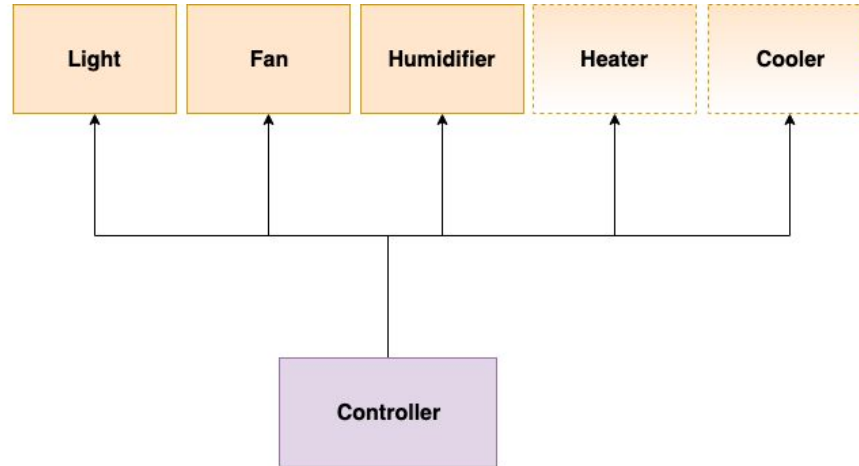 Light
Fan
Humidifier
Heater
Cooler
Controller